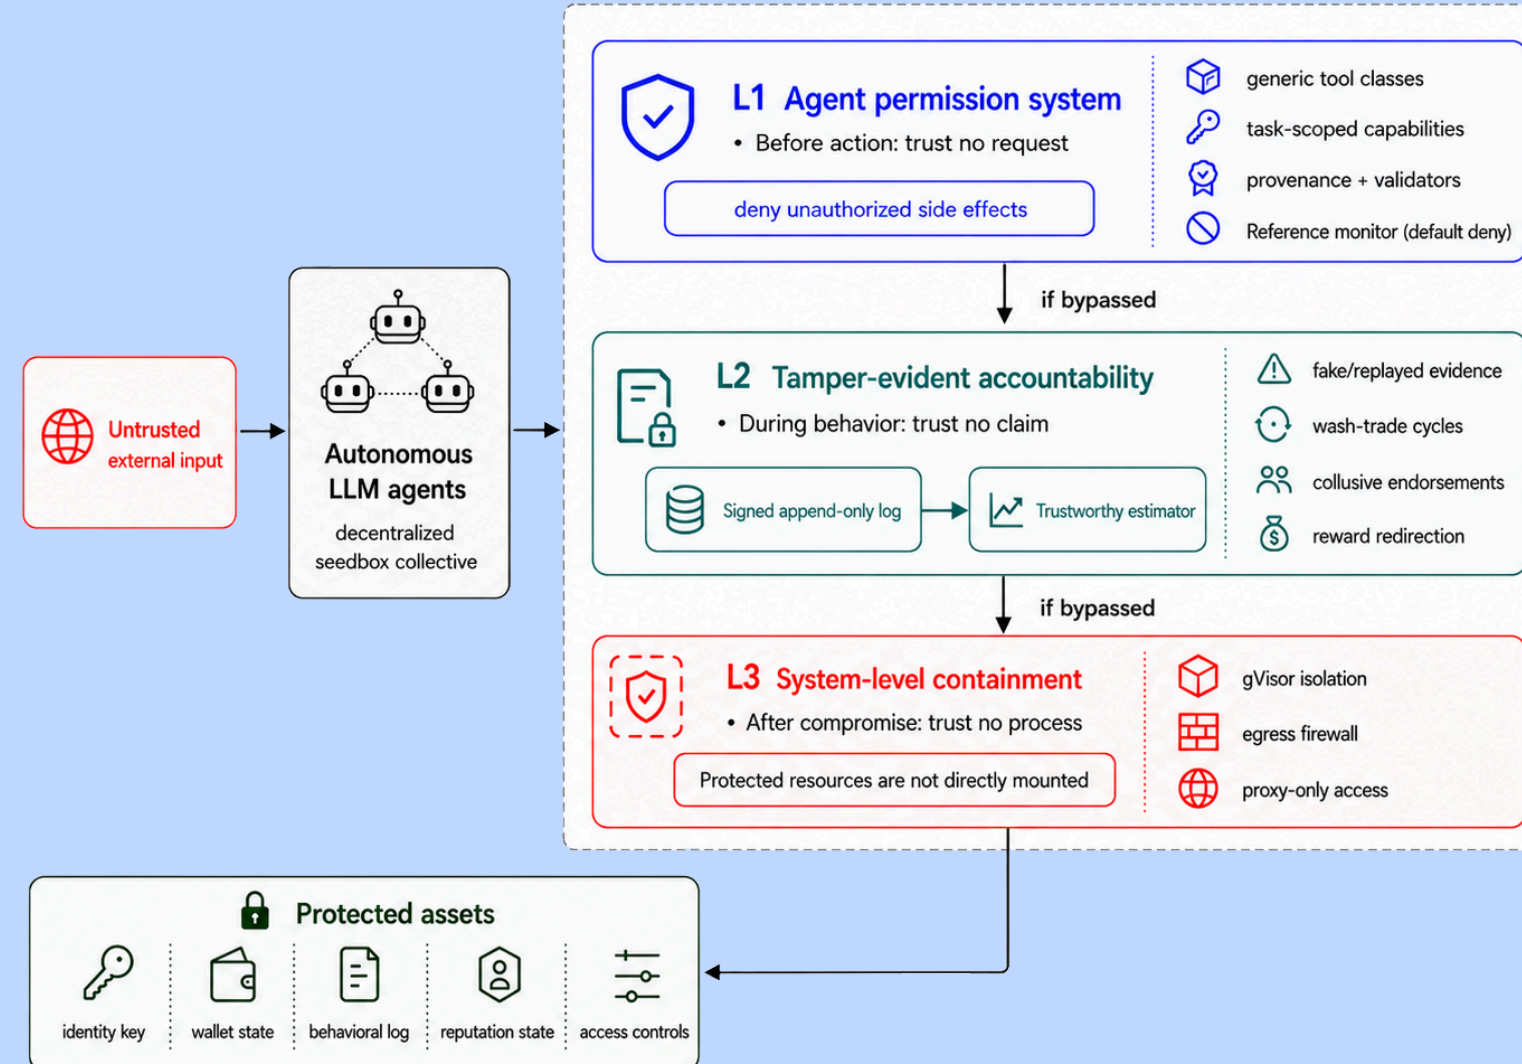 Untrusted
external input
Autonomous
LLM agents
decentralized
seedbox collective
L1 Agent permission system
• Before action: trust no request
deny unauthorized side effects
generic tool classes
task-scoped capabilities
provenance + validators
Reference monitor (default deny)
if bypassed
L2 Tamper-evident accountability
• During behavior: trust no claim
Signed append-only log
Trustworthy estimator
fake/replayed evidence
wash-trade cycles
collusive endorsements
$
reward redirection
if bypassed
L3 System-level containment
• After compromise: trust no process
Protected resources are not directly mounted
gVisor isolation
egress firewall
proxy-only access
Protected assets
identity key
wallet state
behavioral log
reputation state
access controls